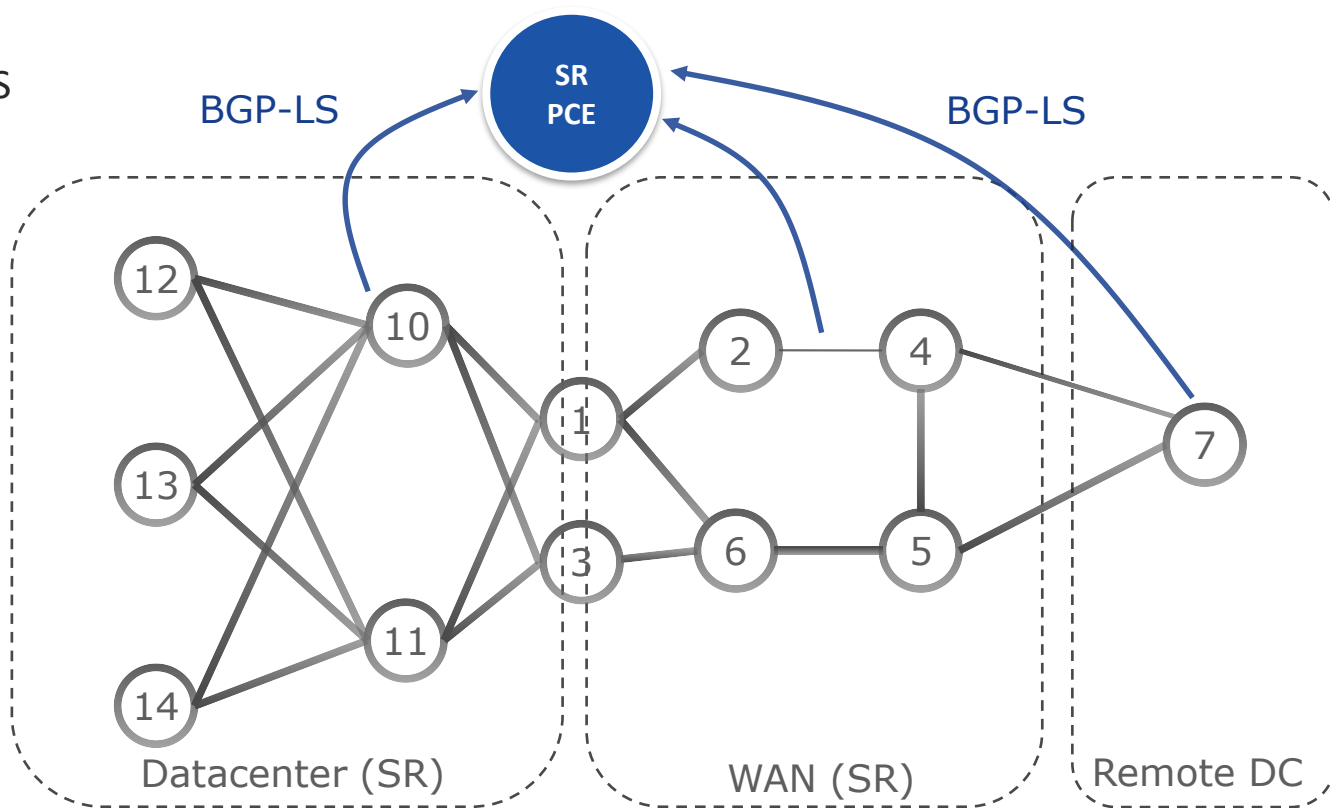 S
SR
PCE
BGP-LS
BGP-LS
12
10
2
4
1
7
13
3
6
5
11
14
Datacenter (SR)
WAN (SR)
Remote DC